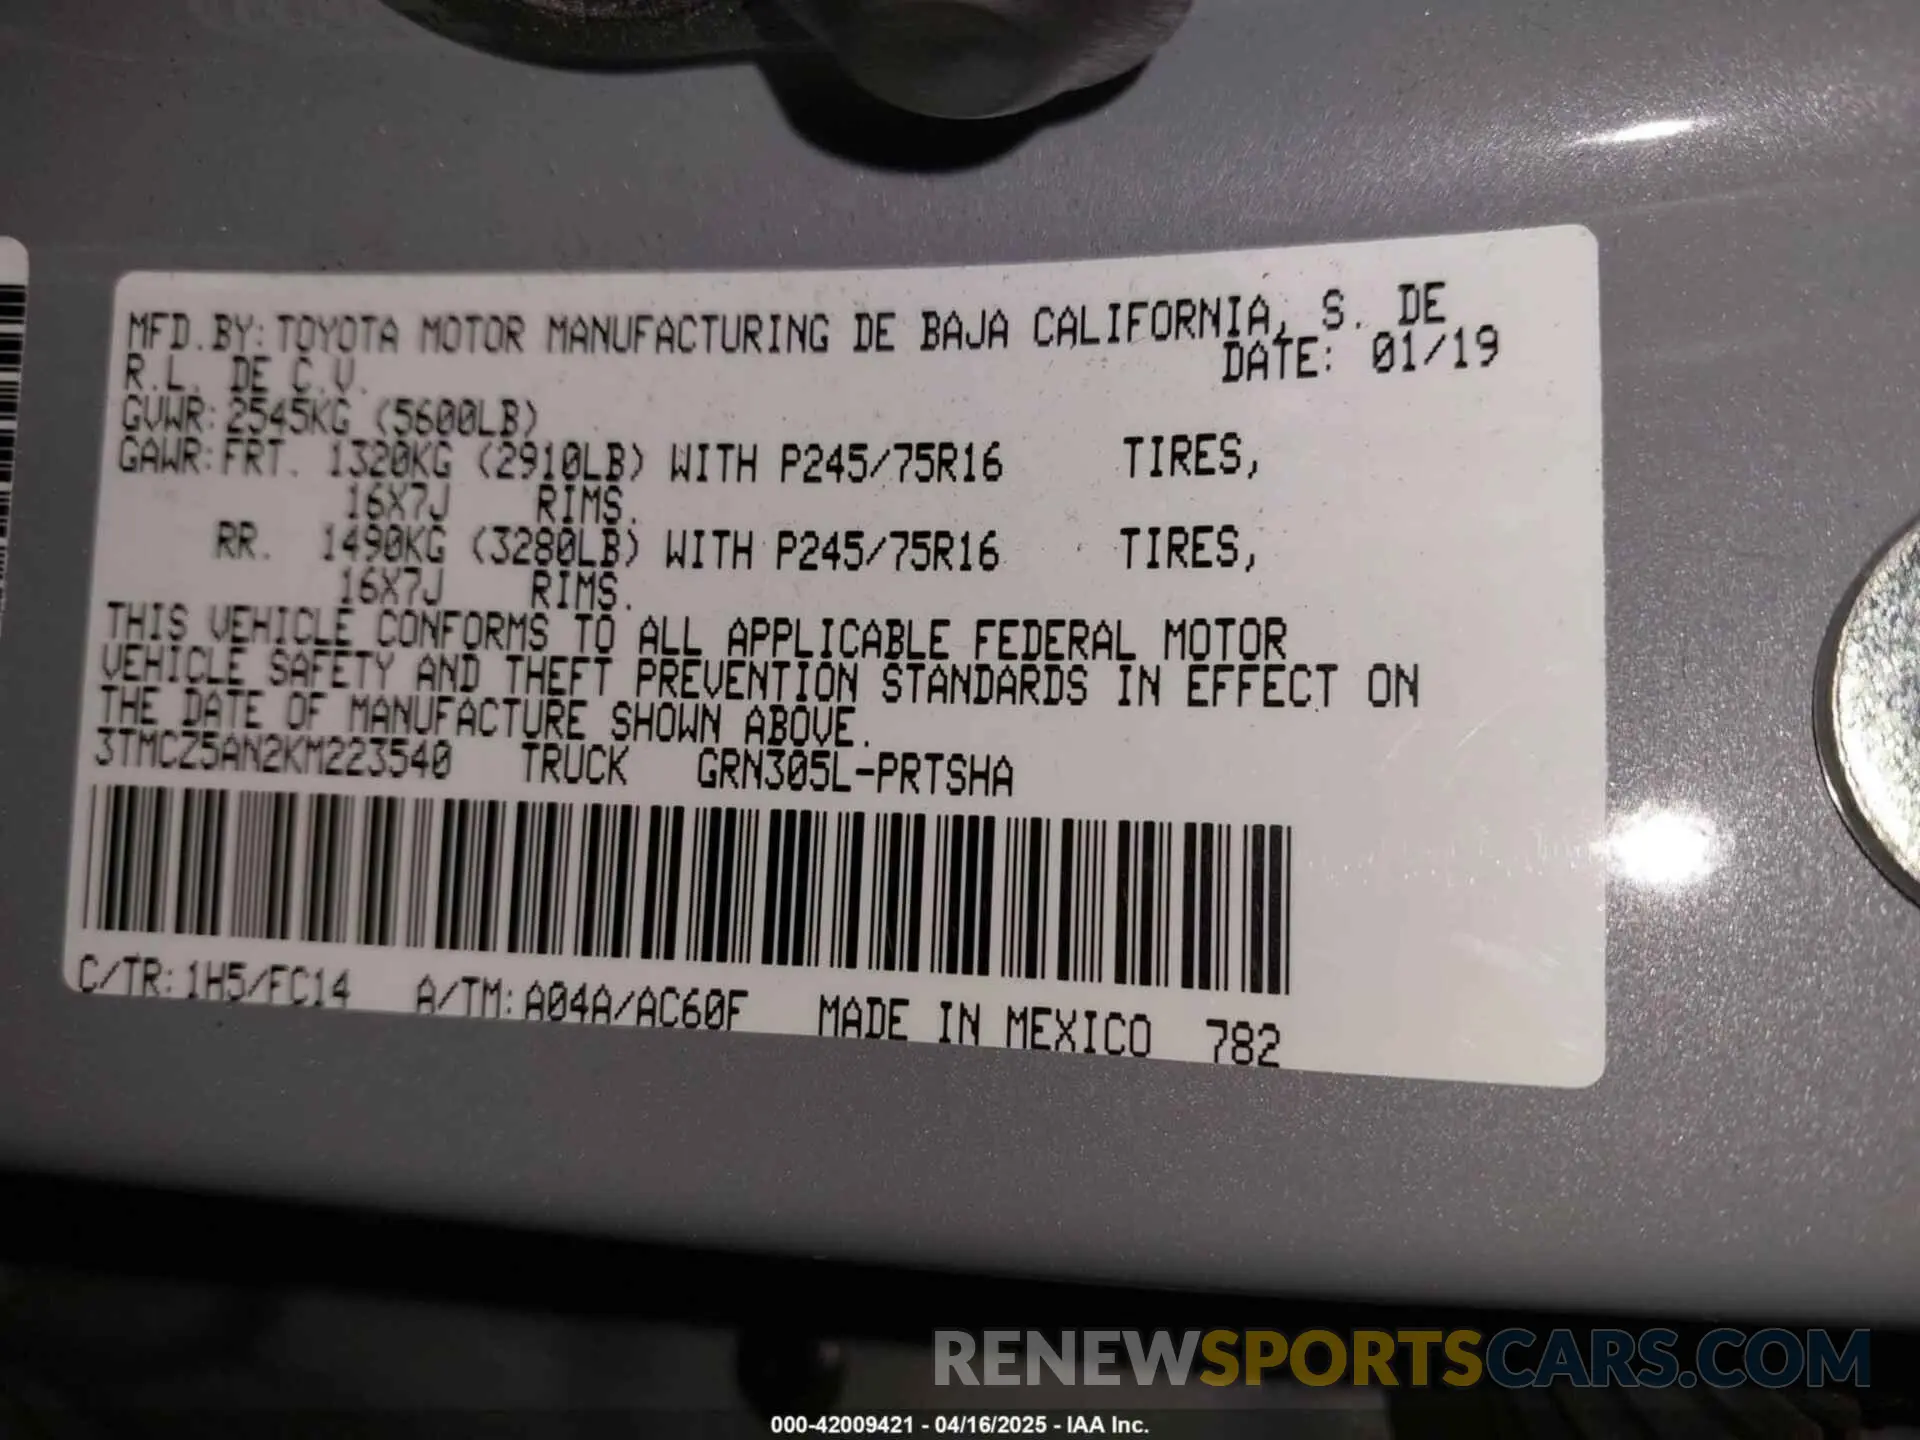 MFD.BY: TOYOTA MOTOR MANUFACTURING DE BAJA CALIFORNIA, S. DE
R.L. DE C.V. DATE: 01/19
GVWR: 2545KG (5600LB)
GAWR: FRT. 1320KG (2910LB) WITH P245/75R16 TIRES,
16X7J RIMS.
RR. 1490KG (3280LB) WITH P245/75R16 TIRES,
16X7J RIMS.
THIS VEHICLE CONFORMS TO ALL APPLICABLE FEDERAL MOTOR
VEHICLE SAFETY AND THEFT PREVENTION STANDARDS IN EFFECT ON
THE DATE OF MANUFACTURE SHOWN ABOVE.
3TMCZ5AN2KM223540 TRUCK GRN305L-PRTSHA
C/TR: 1H5/FC14 A/TM: A04A/AC60F MADE IN MEXICO 782
RENEWSPORTSCARS.COM
000-42009421 - 04/16/2025 - IAA Inc.